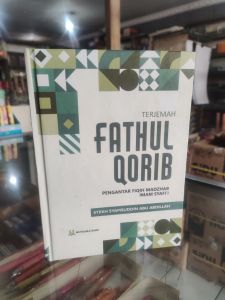 TERJEMAH
FATHUL
QORIB
PENGANTAR FIQIH MADZHAB
IMAM SYAFI'I
SYEKH SYAMSUDDIN ABU ABDILLAH